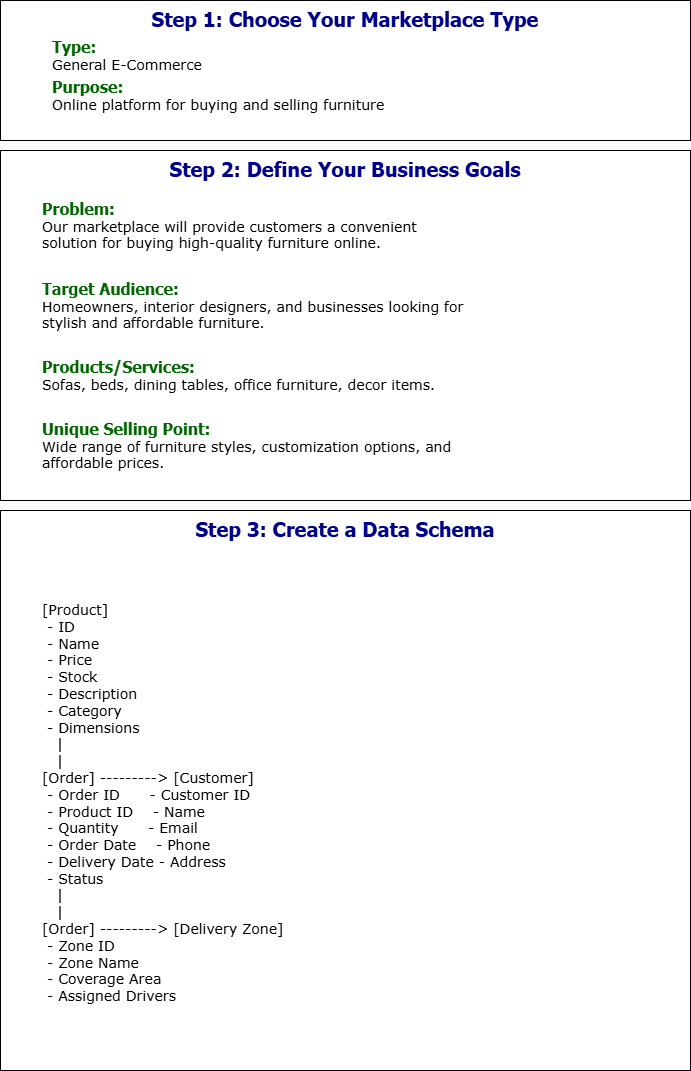 Step 1: Choose Your Marketplace Type
Type:
General E-Commerce
Purpose:
Online platform for buying and selling furniture
Step 2: Define Your Business Goals
Problem:
Our marketplace will provide customers a convenient
solution for buying high-quality furniture online.
Target Audience:
Homeowners, interior designers, and businesses looking for
stylish and affordable furniture.
Products/Services:
Sofas, beds, dining tables, office furniture, decor items.
Unique Selling Point:
Wide range of furniture styles, customization options, and
affordable prices.
Step 3: Create a Data Schema
[Product]
- ID
- Name
- Price
- Stock
- Description
- Category
- Dimensions
|
|
[Order] ---------> [Customer]
- Order ID - Customer ID
- Product ID - Name
- Quantity - Email
- Order Date - Phone
- Delivery Date - Address
- Status
|
|
[Order] ---------> [Delivery Zone]
- Zone ID
- Zone Name
- Coverage Area
- Assigned Drivers